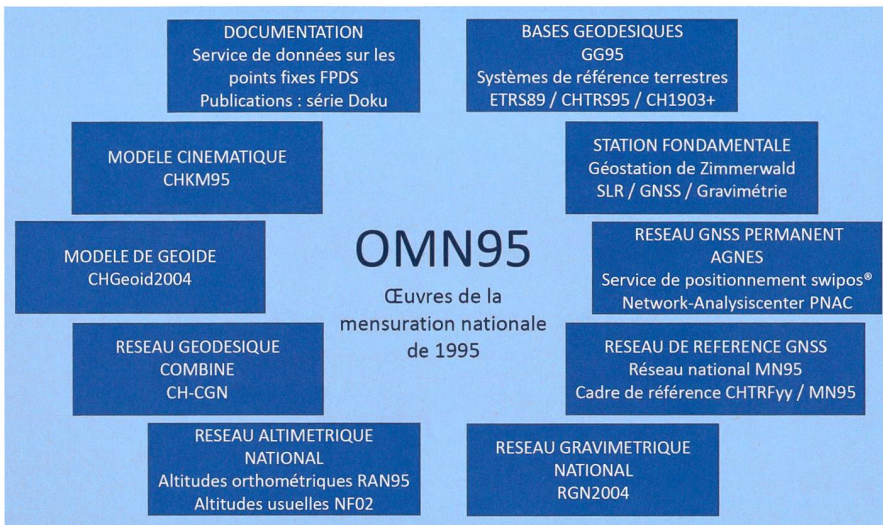 DOCUMENTATION
Service de données sur les
points fixes FPDS
Publications : série Doku
BASES GEODESIQUES
GG95
Systèmes de référence terrestres
ETRS89 / CHTRS95 / CH1903+
MODELE CINEMATIQUE
CHKM95
STATION FONDAMENTALE
Géostation de Zimmerwald
SLR / GNSS / Gravimétrie
MODELE DE GEOIDE
CHGeoid2004
OMN95
Œuvres de la
mensuration nationale
de 1995
RESEAU GNSS PERMANENT
AGNES
Service de positionnement swipos®
Network-Analysiscenter PNAC
RESEAU GEODESIQUE
COMBINE
CH-CGN
RESEAU DE REFERENCE GNSS
Réseau national MN95
Cadre de référence CHTRFyy / MN95
RESEAU ALTIMETRIQUE
NATIONAL
Altitudes orthométriques RAN95
Altitudes usuelles NF02
RESEAU GRAVIMETRIQUE
NATIONAL
RGN2004